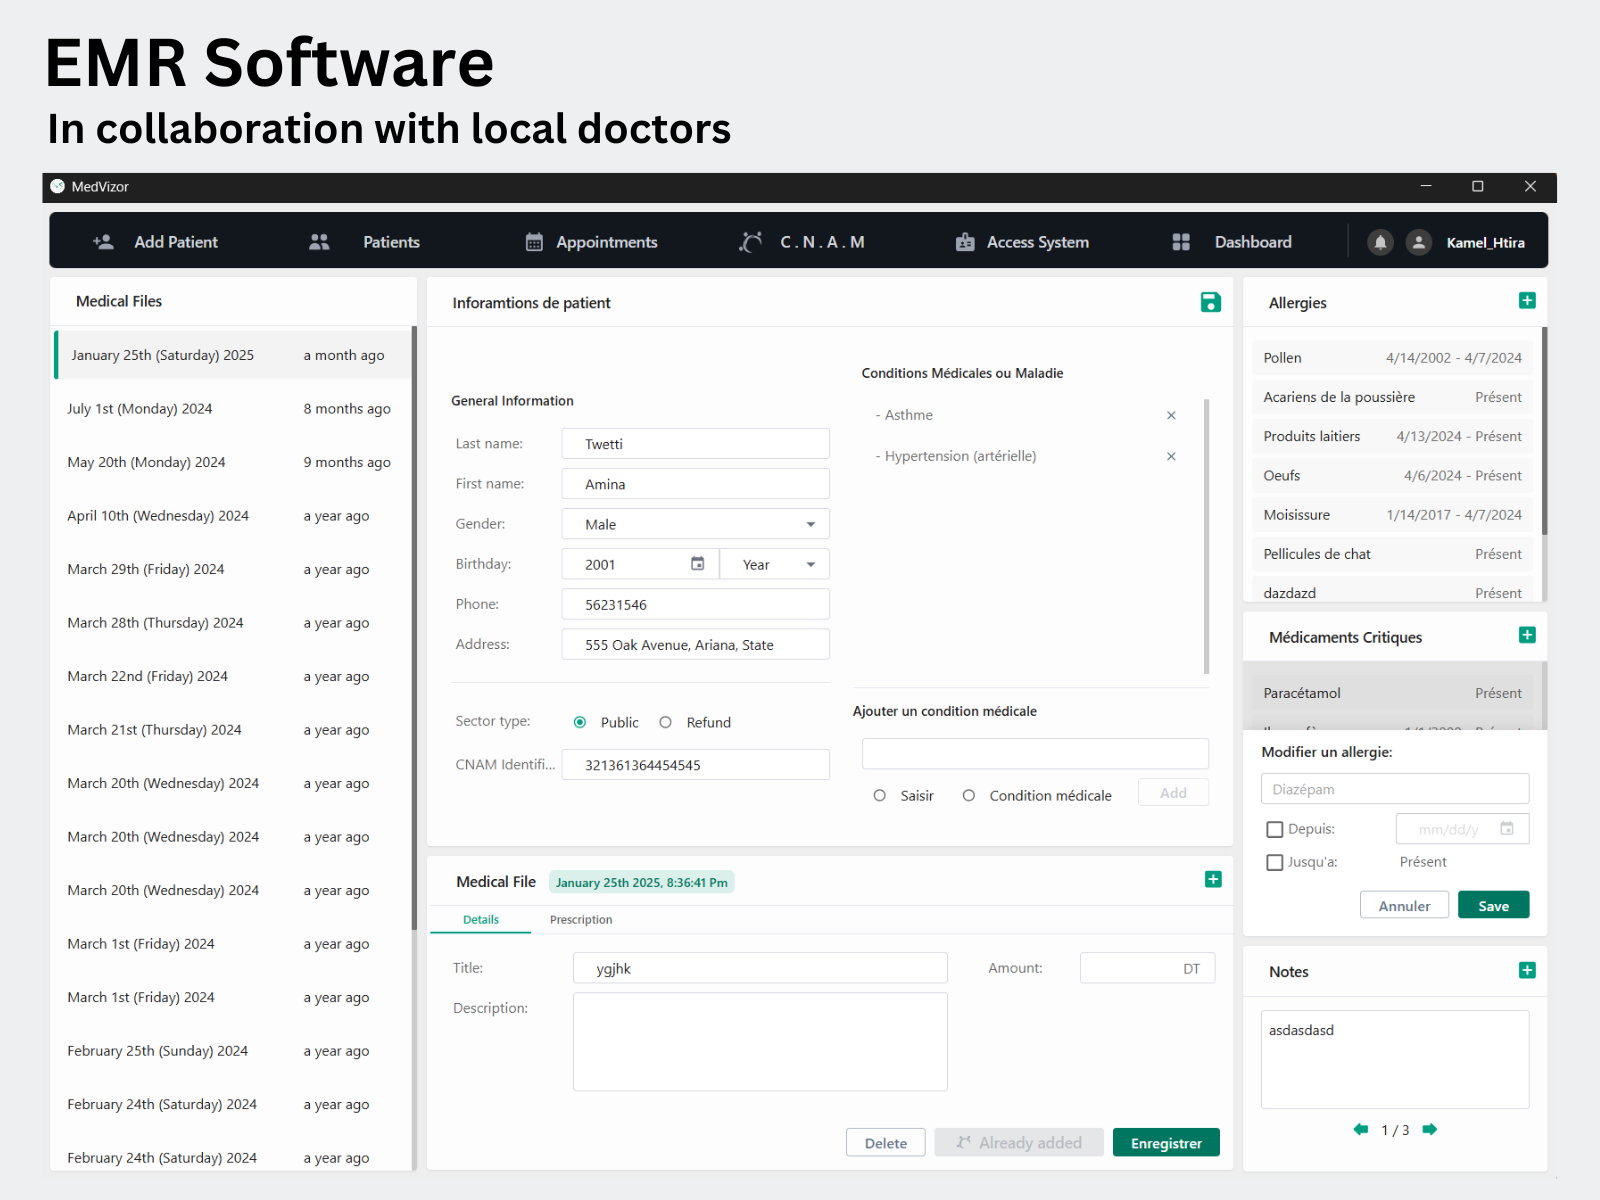 EMR Software
In collaboration with local doctors
MedVizor
Add Patient
Patients
Appointments
C . N . A . M
Access System
Dashboard
Kamel_Htira
Medical Files
January 25th (Saturday) 2025 a month ago
July 1st (Monday) 2024 8 months ago
May 20th (Monday) 2024 9 months ago
April 10th (Wednesday) 2024 a year ago
March 29th (Friday) 2024 a year ago
March 28th (Thursday) 2024 a year ago
March 22nd (Friday) 2024 a year ago
March 21st (Thursday) 2024 a year ago
March 20th (Wednesday) 2024 a year ago
March 20th (Wednesday) 2024 a year ago
March 20th (Wednesday) 2024 a year ago
March 1st (Friday) 2024 a year ago
March 1st (Friday) 2024 a year ago
February 25th (Sunday) 2024 a year ago
February 24th (Saturday) 2024 a year ago
February 24th (Saturday) 2024 a year ago
Inforamtions de patient
General Information
Last name: Twetti
First name: Amina
Gender: Male
Birthday: 2001 Year
Phone: 56231546
Address: 555 Oak Avenue, Ariana, State
Sector type: Public Refund
CNAM Identifi... 321361364454545
Conditions Médicales ou Maladie
- Asthme
- Hypertension (artérielle)
Ajouter un condition médicale
Saisir Condition médicale Add
Medical File January 25th 2025, 8:36:41 Pm
Details Prescription
Title: ygjhk Amount: DT
Description:
Delete Already added Enregistrer
Allergies
Pollen 4/14/2002 - 4/7/2024
Acariens de la poussière Présent
Produits laitiers 4/13/2024 - Présent
Oeufs 4/6/2024 - Présent
Moisissure 1/14/2017 - 4/7/2024
Pellicules de chat Présent
dazdazd Présent
Médicaments Critiques
Paracétamol Présent
Modifier un allergie:
Diazépam
Depuis: mm/dd/y
Jusqu'a: Présent
Annuler Save
Notes
asdasdasd
1 / 3